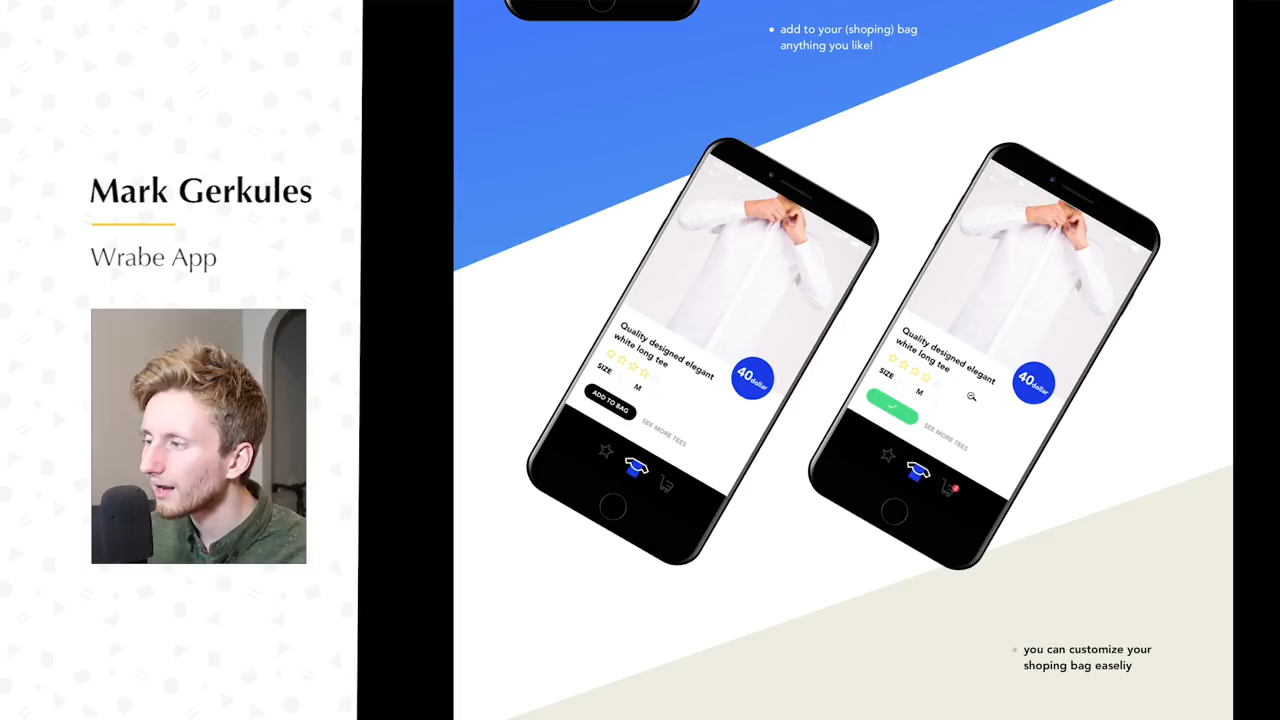 Mark Gerkules
Wrabe App
• add to your (shoping) bag
anything you like!
Quality designed elegant
white long tee
40dollar
SIZE
M
ADD TO BAG
SEE MORE TEES
Quality designed elegant
white long tee
40dollar
SIZE
M
SEE MORE TEES
• you can customize your
shoping bag easeliy